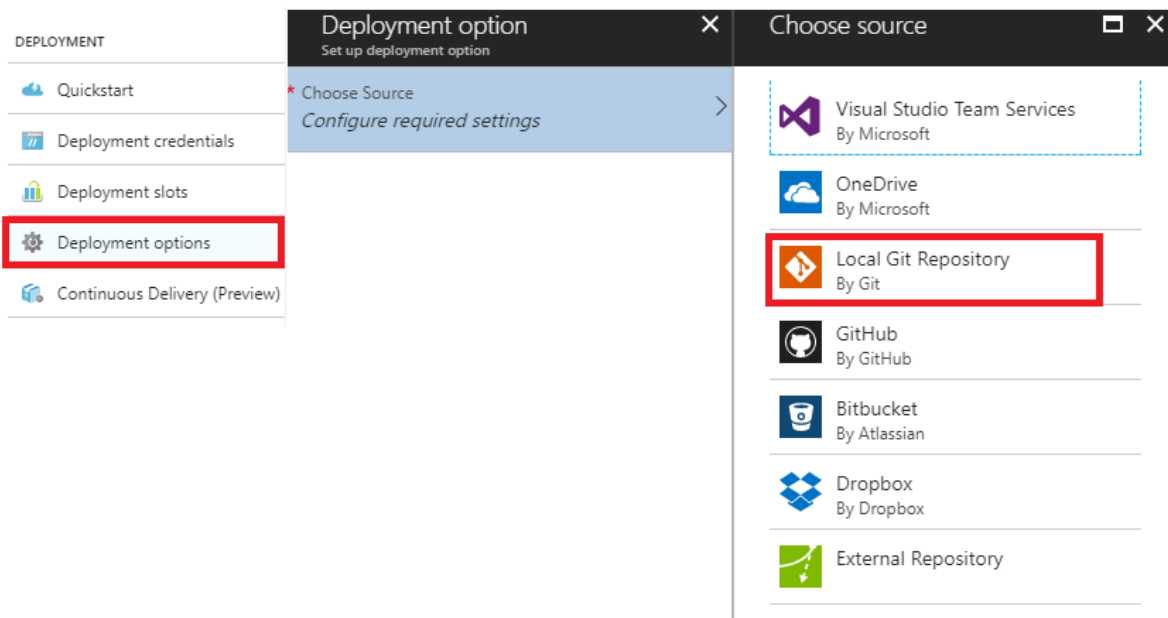 DEPLOYMENT
Quickstart
Deployment credentials
Deployment slots
Deployment options
Continuous Delivery (Preview)
Deployment option
Set up deployment option
* Choose Source
Configure required settings
Choose source
Visual Studio Team Services
By Microsoft
OneDrive
By Microsoft
Local Git Repository
By Git
GitHub
By GitHub
Bitbucket
By Atlassian
Dropbox
By Dropbox
External Repository